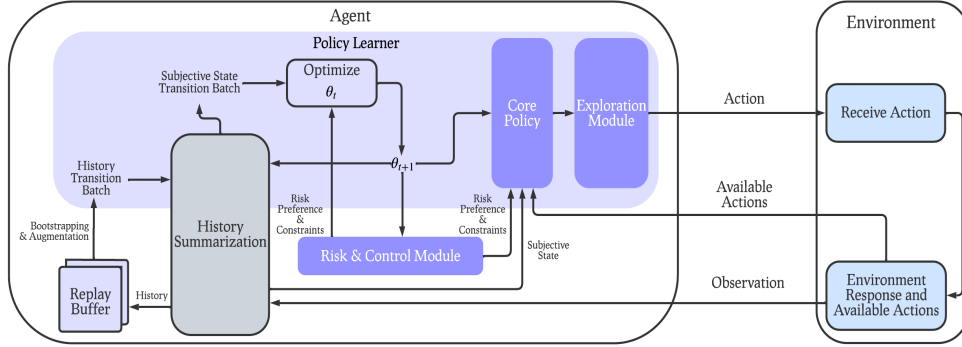 Agent
Environment
Policy Learner
Optimize
θt
Subjective State
Transition Batch
Core
Policy
Exploration
Module
Action
Receive Action
History
Transition
Batch
θt+1
Risk
Preference
&
Constraints
Risk
Preference
&
Constraints
Available
Actions
Bootstrapping
& Augmentation
History
Summarization
Risk & Control Module
Subjective
State
Replay
Buffer
History
Observation
Environment
Response and
Available Actions